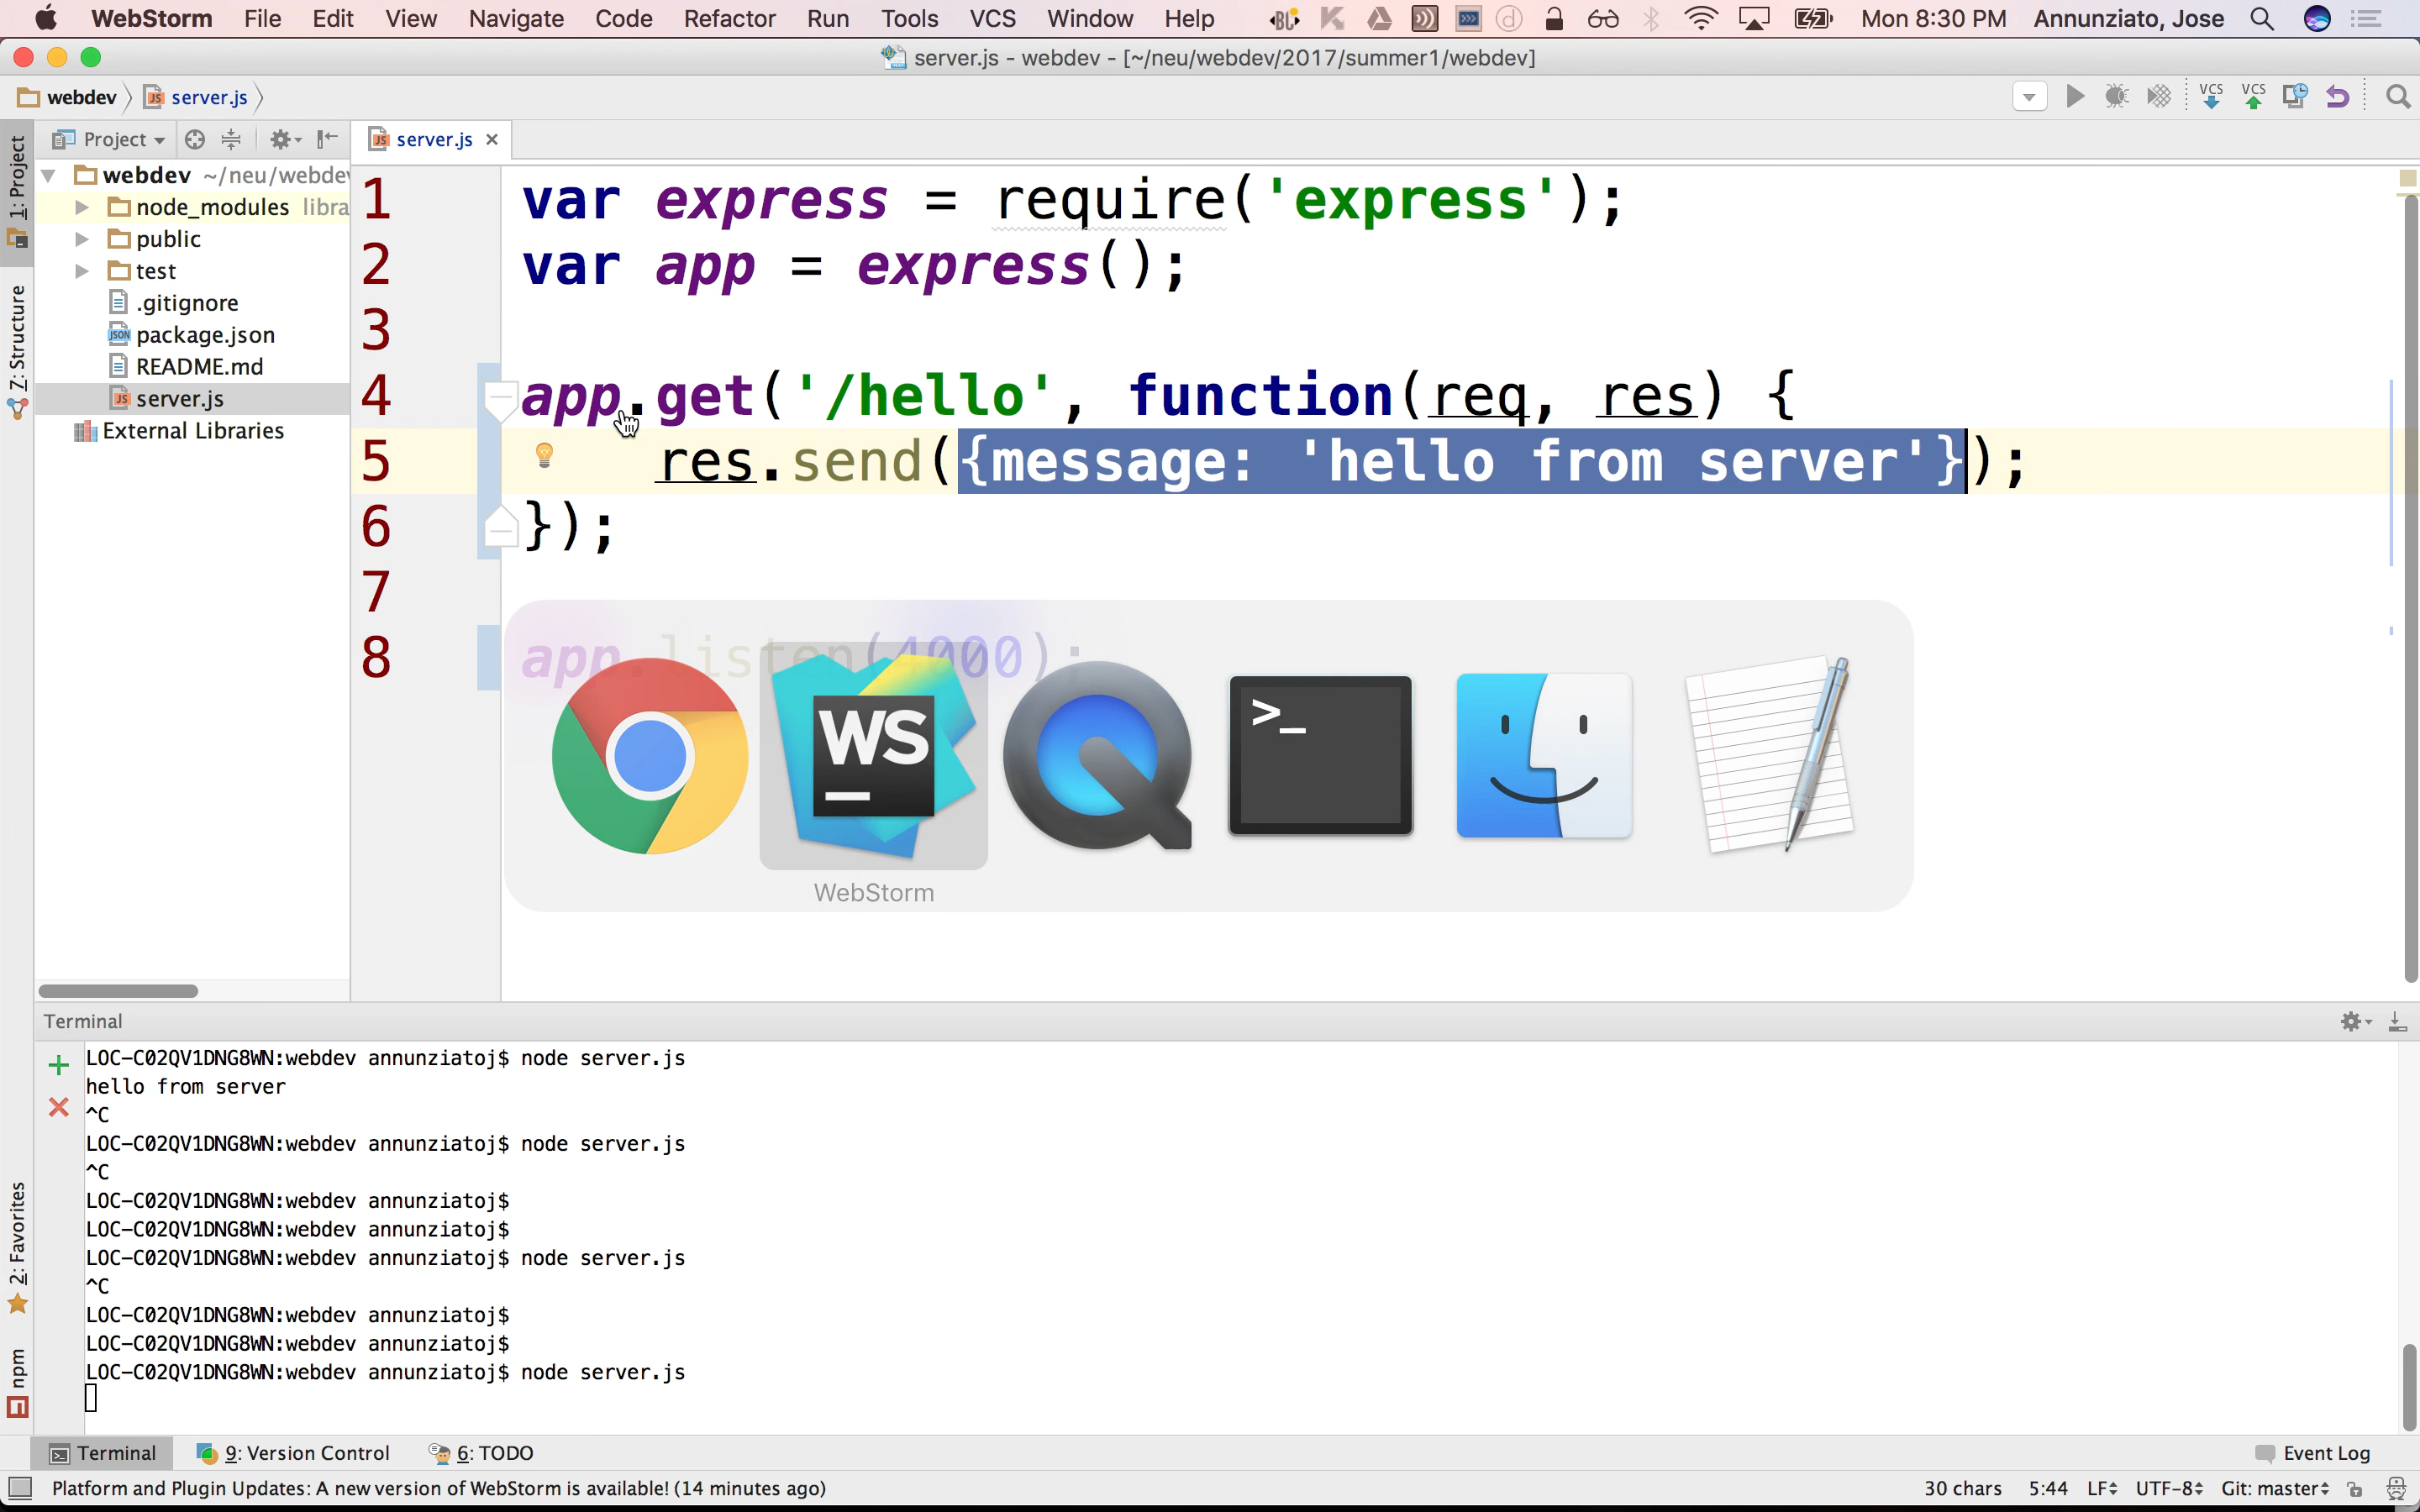 WebStorm File Edit View Navigate Code Refactor Run Tools VCS Window Help Mon 8:30 PM Annunziato, Jose
server.js - webdev - [~/neu/webdev/2017/summer1/webdev]
webdev server.js
VCS VCS
Project
server.js
1: Project
7: Structure
2: Favorites
npm
webdev ~/neu/webdev
node_modules libra
public
test
.gitignore
package.json
README.md
server.js
External Libraries
1 var express = require('express');
2 var app = express();
3
4 app.get('/hello', function(req, res) {
5 res.send({message: 'hello from server'});
6 });
7
8 app.listen(4000);
WS
>_
WebStorm
Terminal
LOC-C02QV1DNG8WN:webdev annunziatoj$ node server.js
hello from server
^C
LOC-C02QV1DNG8WN:webdev annunziatoj$ node server.js
^C
LOC-C02QV1DNG8WN:webdev annunziatoj$
LOC-C02QV1DNG8WN:webdev annunziatoj$
LOC-C02QV1DNG8WN:webdev annunziatoj$ node server.js
^C
LOC-C02QV1DNG8WN:webdev annunziatoj$
LOC-C02QV1DNG8WN:webdev annunziatoj$
LOC-C02QV1DNG8WN:webdev annunziatoj$ node server.js
Terminal 9: Version Control 6: TODO Event Log
Platform and Plugin Updates: A new version of WebStorm is available! (14 minutes ago) 30 chars 5:44 LF UTF-8 Git: master